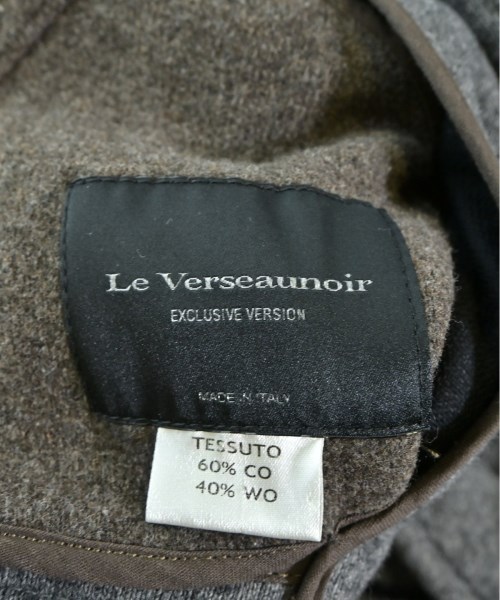 Le Verseaunoir
EXCLUSIVE VERSION
MADE IN ITALY
TESSUTO
60% CO
40% WO